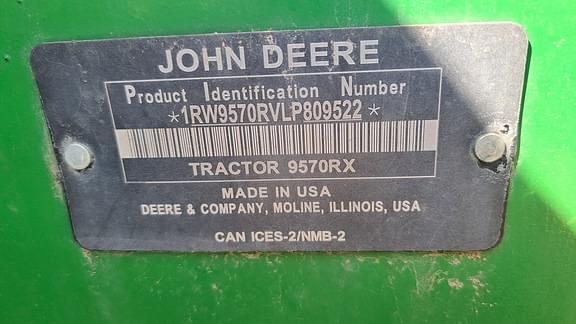 JOHN DEERE
Product Identification Number
*1RW9570RVLP809522*
TRACTOR 9570RX
MADE IN USA
DEERE & COMPANY, MOLINE, ILLINOIS, USA
CAN ICES-2/NMB-2